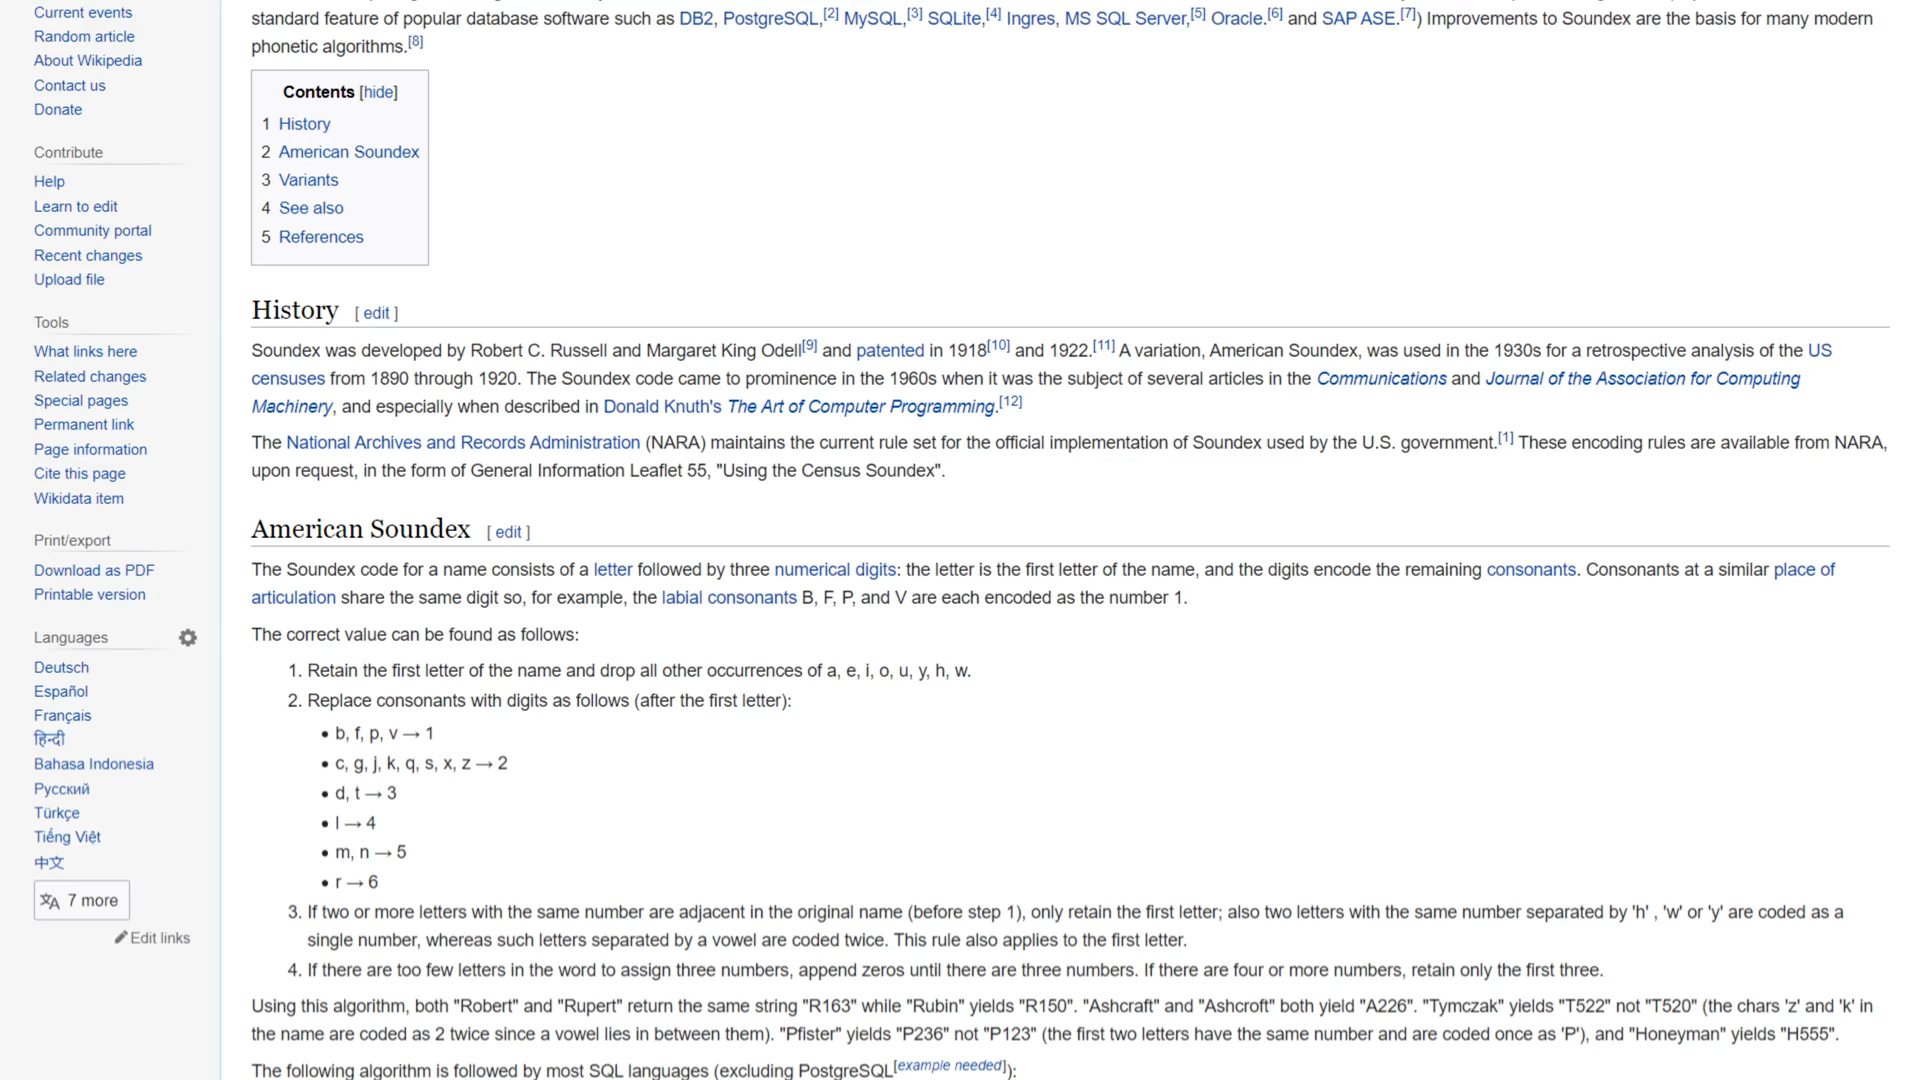 Current events
Random article
About Wikipedia
Contact us
Donate
Contribute
Help
Learn to edit
Community portal
Recent changes
Upload file
Tools
What links here
Related changes
Special pages
Permanent link
Page information
Cite this page
Wikidata item
Print/export
Download as PDF
Printable version
Languages
Deutsch
Español
Français
हिन्दी
Bahasa Indonesia
Русский
Türkçe
Tiếng Việt
中文
7 more
Edit links
standard feature of popular database software such as DB2, PostgreSQL,[2] MySQL,[3] SQLite,[4] Ingres, MS SQL Server,[5] Oracle.[6] and SAP ASE.[7]) Improvements to Soundex are the basis for many modern
phonetic algorithms.[8]
Contents [hide]
1 History
2 American Soundex
3 Variants
4 See also
5 References
History [ edit ]
Soundex was developed by Robert C. Russell and Margaret King Odell[9] and patented in 1918[10] and 1922.[11] A variation, American Soundex, was used in the 1930s for a retrospective analysis of the US
censuses from 1890 through 1920. The Soundex code came to prominence in the 1960s when it was the subject of several articles in the Communications and Journal of the Association for Computing
Machinery, and especially when described in Donald Knuth's The Art of Computer Programming.[12]
The National Archives and Records Administration (NARA) maintains the current rule set for the official implementation of Soundex used by the U.S. government.[1] These encoding rules are available from NARA,
upon request, in the form of General Information Leaflet 55, "Using the Census Soundex".
American Soundex [ edit ]
The Soundex code for a name consists of a letter followed by three numerical digits: the letter is the first letter of the name, and the digits encode the remaining consonants. Consonants at a similar place of
articulation share the same digit so, for example, the labial consonants B, F, P, and V are each encoded as the number 1.
The correct value can be found as follows:
1. Retain the first letter of the name and drop all other occurrences of a, e, i, o, u, y, h, w.
2. Replace consonants with digits as follows (after the first letter):
• b, f, p, v → 1
• c, g, j, k, q, s, x, z → 2
• d, t → 3
• l → 4
• m, n → 5
• r → 6
3. If two or more letters with the same number are adjacent in the original name (before step 1), only retain the first letter; also two letters with the same number separated by 'h' , 'w' or 'y' are coded as a
single number, whereas such letters separated by a vowel are coded twice. This rule also applies to the first letter.
4. If there are too few letters in the word to assign three numbers, append zeros until there are three numbers. If there are four or more numbers, retain only the first three.
Using this algorithm, both "Robert" and "Rupert" return the same string "R163" while "Rubin" yields "R150". "Ashcraft" and "Ashcroft" both yield "A226". "Tymczak" yields "T522" not "T520" (the chars 'z' and 'k' in
the name are coded as 2 twice since a vowel lies in between them). "Pfister" yields "P236" not "P123" (the first two letters have the same number and are coded once as 'P'), and "Honeyman" yields "H555".
The following algorithm is followed by most SQL languages (excluding PostgreSQL[example needed]):